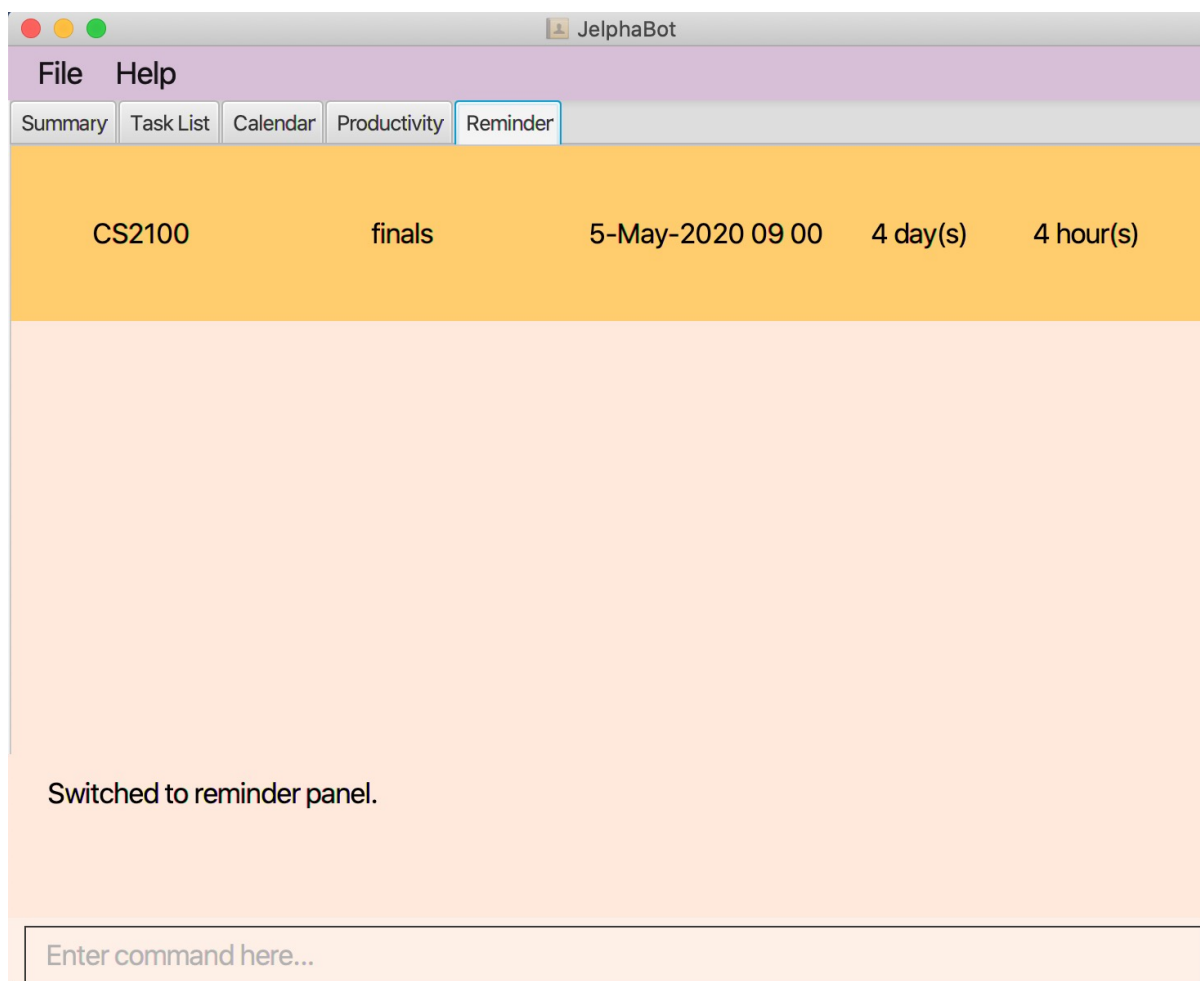 JelphaBot
File Help
Summary Task List Calendar Productivity Reminder
CS2100 finals 5-May-2020 09 00 4 day(s) 4 hour(s)
Switched to reminder panel.
Enter command here...